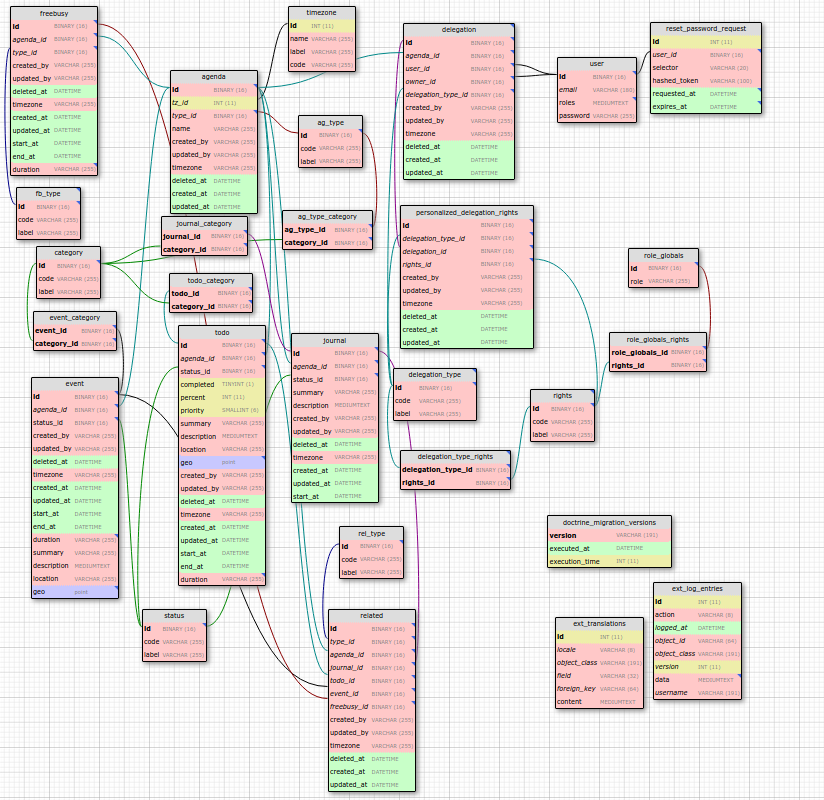 freebusy
id BINARY (16)
agenda_id BINARY (16)
type_id BINARY (16)
created_by VARCHAR (255)
updated_by VARCHAR (255)
deleted_at DATETIME
timezone VARCHAR (255)
created_at DATETIME
updated_at DATETIME
start_at DATETIME
end_at DATETIME
duration VARCHAR (255)
fb_type
id BINARY (16)
code VARCHAR (255)
label VARCHAR (255)
category
id BINARY (16)
code VARCHAR (255)
label VARCHAR (255)
event_category
event_id BINARY (16)
category_id BINARY (16)
event
id BINARY (16)
agenda_id BINARY (16)
status_id BINARY (16)
created_by VARCHAR (255)
updated_by VARCHAR (255)
deleted_at DATETIME
timezone VARCHAR (255)
created_at DATETIME
updated_at DATETIME
start_at DATETIME
end_at DATETIME
duration VARCHAR (255)
summary VARCHAR (255)
description MEDIUMTEXT
location VARCHAR (255)
geo point
agenda
id BINARY (16)
tz_id INT (11)
type_id BINARY (16)
name VARCHAR (255)
created_by VARCHAR (255)
updated_by VARCHAR (255)
timezone VARCHAR (255)
deleted_at DATETIME
created_at DATETIME
updated_at DATETIME
journal_category
journal_id BINARY (16)
category_id BINARY (16)
todo_category
todo_id BINARY (16)
category_id BINARY (16)
todo
id BINARY (16)
agenda_id BINARY (16)
status_id BINARY (16)
completed TINYINT (1)
percent INT (11)
priority SMALLINT (6)
summary VARCHAR (255)
description MEDIUMTEXT
location VARCHAR (255)
geo point
created_by VARCHAR (255)
updated_by VARCHAR (255)
deleted_at DATETIME
timezone VARCHAR (255)
created_at DATETIME
updated_at DATETIME
start_at DATETIME
end_at DATETIME
duration VARCHAR (255)
status
id BINARY (16)
code VARCHAR (255)
label VARCHAR (255)
timezone
id INT (11)
name VARCHAR (255)
label VARCHAR (255)
code VARCHAR (255)
ag_type
id BINARY (16)
code VARCHAR (255)
label VARCHAR (255)
ag_type_category
ag_type_id BINARY (16)
category_id BINARY (16)
journal
id BINARY (16)
agenda_id BINARY (16)
status_id BINARY (16)
summary VARCHAR (255)
description MEDIUMTEXT
created_by VARCHAR (255)
updated_by VARCHAR (255)
deleted_at DATETIME
timezone VARCHAR (255)
created_at DATETIME
updated_at DATETIME
start_at DATETIME
rel_type
id BINARY (16)
code VARCHAR (255)
label VARCHAR (255)
related
id BINARY (16)
type_id BINARY (16)
agenda_id BINARY (16)
journal_id BINARY (16)
todo_id BINARY (16)
event_id BINARY (16)
freebusy_id BINARY (16)
created_by VARCHAR (255)
updated_by VARCHAR (255)
timezone VARCHAR (255)
deleted_at DATETIME
created_at DATETIME
updated_at DATETIME
delegation
id BINARY (16)
agenda_id BINARY (16)
user_id BINARY (16)
owner_id BINARY (16)
delegation_type_id BINARY (16)
created_by VARCHAR (255)
updated_by VARCHAR (255)
timezone VARCHAR (255)
deleted_at DATETIME
created_at DATETIME
updated_at DATETIME
personalized_delegation_rights
id BINARY (16)
delegation_type_id BINARY (16)
delegation_id BINARY (16)
rights_id BINARY (16)
created_by VARCHAR (255)
updated_by VARCHAR (255)
timezone VARCHAR (255)
deleted_at DATETIME
created_at DATETIME
updated_at DATETIME
delegation_type
id BINARY (16)
code VARCHAR (255)
label VARCHAR (255)
delegation_type_rights
delegation_type_id BINARY (16)
rights_id BINARY (16)
user
id BINARY (16)
email VARCHAR (180)
roles MEDIUMTEXT
password VARCHAR (255)
reset_password_request
id INT (11)
user_id BINARY (16)
selector VARCHAR (20)
hashed_token VARCHAR (100)
requested_at DATETIME
expires_at DATETIME
role_globals
id BINARY (16)
role VARCHAR (255)
role_globals_rights
role_globals_id BINARY (16)
rights_id BINARY (16)
rights
id BINARY (16)
code VARCHAR (255)
label VARCHAR (255)
doctrine_migration_versions
version VARCHAR (191)
executed_at DATETIME
execution_time INT (11)
ext_translations
id INT (11)
locale VARCHAR (8)
object_class VARCHAR (191)
field VARCHAR (32)
foreign_key VARCHAR (64)
content MEDIUMTEXT
ext_log_entries
id INT (11)
action VARCHAR (8)
logged_at DATETIME
object_id VARCHAR (64)
object_class VARCHAR (191)
version INT (11)
data MEDIUMTEXT
username VARCHAR (191)